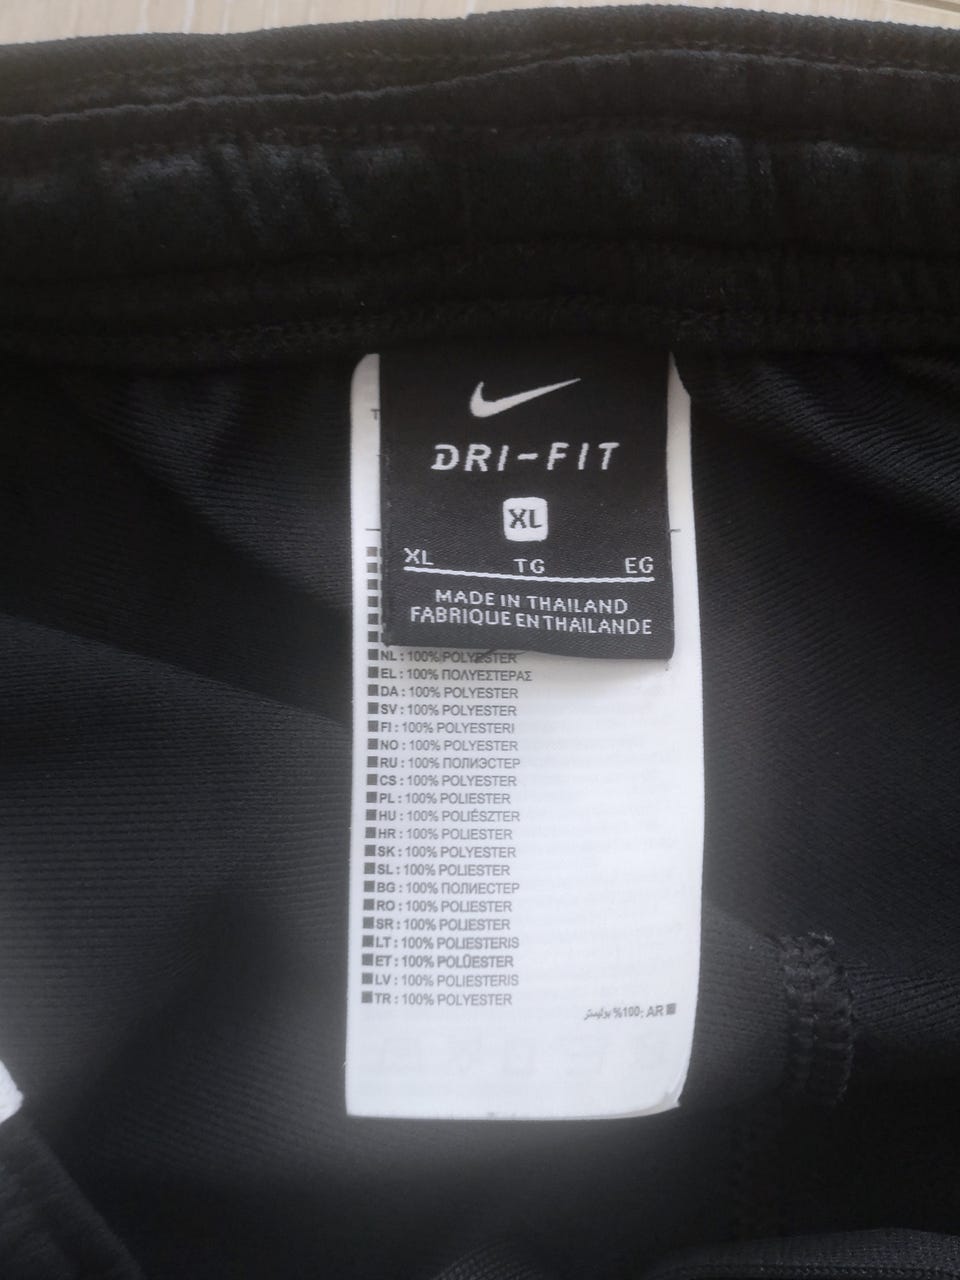 DRI-FIT
XL
XL TG EG
MADE IN THAILAND
FABRIQUE EN THAILANDE
NL : 100% POLYESTER
EL : 100% ΠΟΛΥΕΣΤΕΡΑΣ
DA : 100% POLYESTER
SV : 100% POLYESTER
FI : 100% POLYESTERI
NO : 100% POLYESTER
RU : 100% ПОЛИЭСТЕР
CS : 100% POLYESTER
PL : 100% POLIESTER
HU : 100% POLIÉSZTER
HR : 100% POLIESTER
SK : 100% POLYESTER
SL : 100% POLIESTER
BG : 100% ПОЛИЕСТЕР
RO : 100% POLIESTER
SR : 100% POLIESTER
LT : 100% POLIESTERIS
ET : 100% POLÜESTER
LV : 100% POLIESTERIS
TR : 100% POLYESTER
AR :100% بوليستر